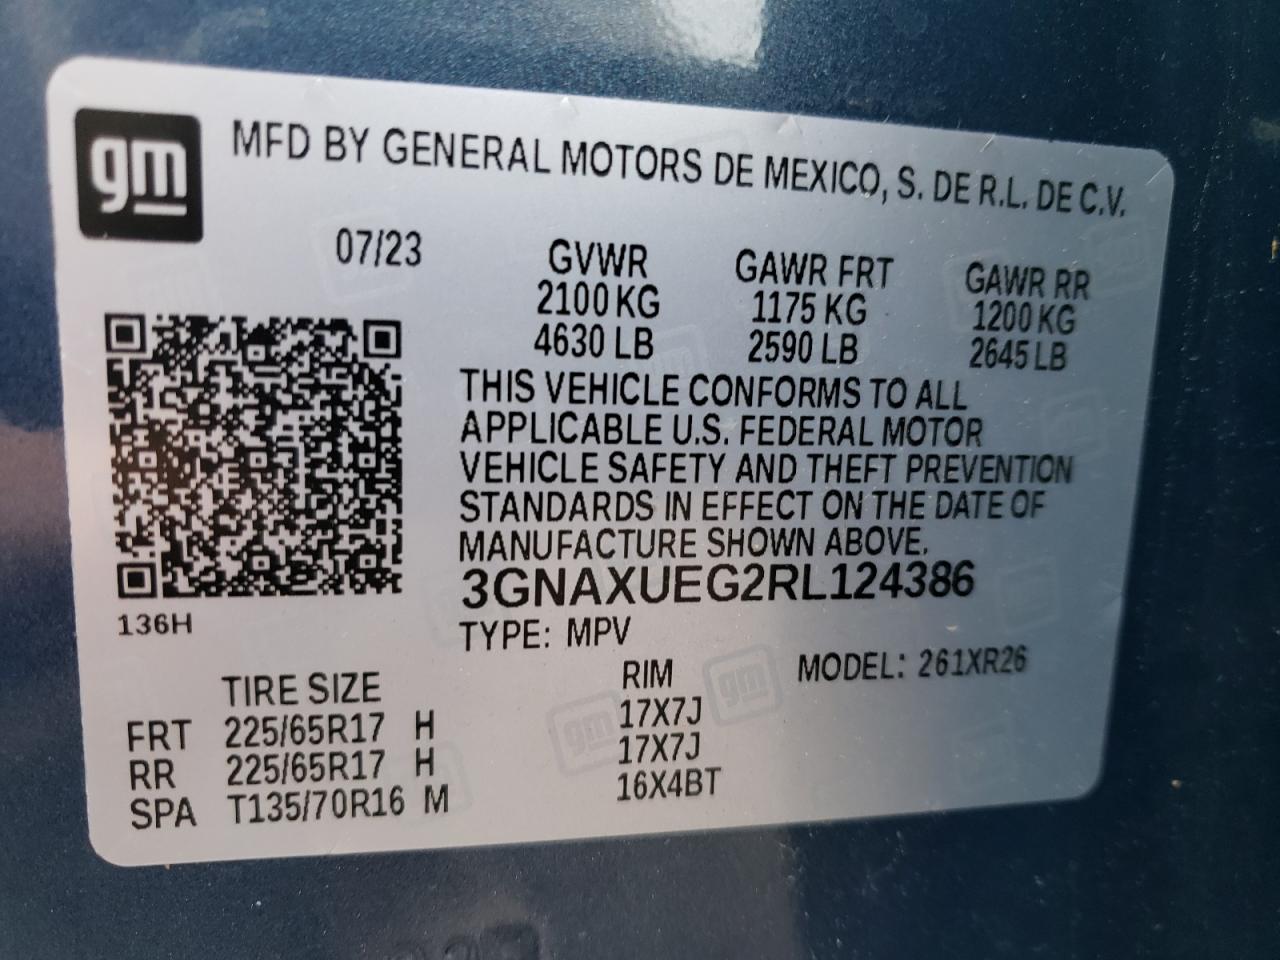 gm
MFD BY GENERAL MOTORS DE MEXICO, S. DE R.L. DE C.V.
07/23
GVWR GAWR FRT GAWR RR
2100 KG 1175 KG 1200 KG
4630 LB 2590 LB 2645 LB
THIS VEHICLE CONFORMS TO ALL
APPLICABLE U.S. FEDERAL MOTOR
VEHICLE SAFETY AND THEFT PREVENTION
STANDARDS IN EFFECT ON THE DATE OF
MANUFACTURE SHOWN ABOVE.
3GNAXUEG2RL124386
136H
TYPE: MPV MODEL: 261XR26
TIRE SIZE RIM
FRT 225/65R17 H 17X7J
RR 225/65R17 H 17X7J
SPA T135/70R16 M 16X4BT
gm
gm